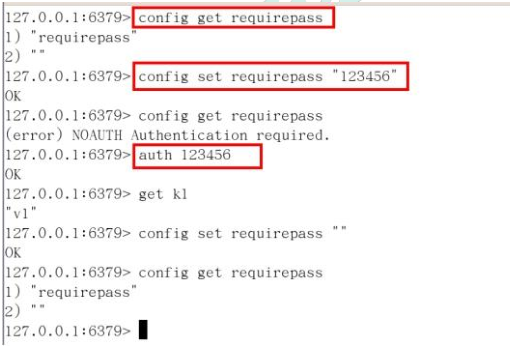 127.0.0.1:6379> config get requirepass
1) "requirepass"
2) ""
127.0.0.1:6379> config set requirepass "123456"
OK
127.0.0.1:6379> config get requirepass
(error) NOAUTH Authentication required.
127.0.0.1:6379> auth 123456
OK
127.0.0.1:6379> get k1
"v1"
127.0.0.1:6379> config set requirepass ""
OK
127.0.0.1:6379> config get requirepass
1) "requirepass"
2) ""
127.0.0.1:6379>